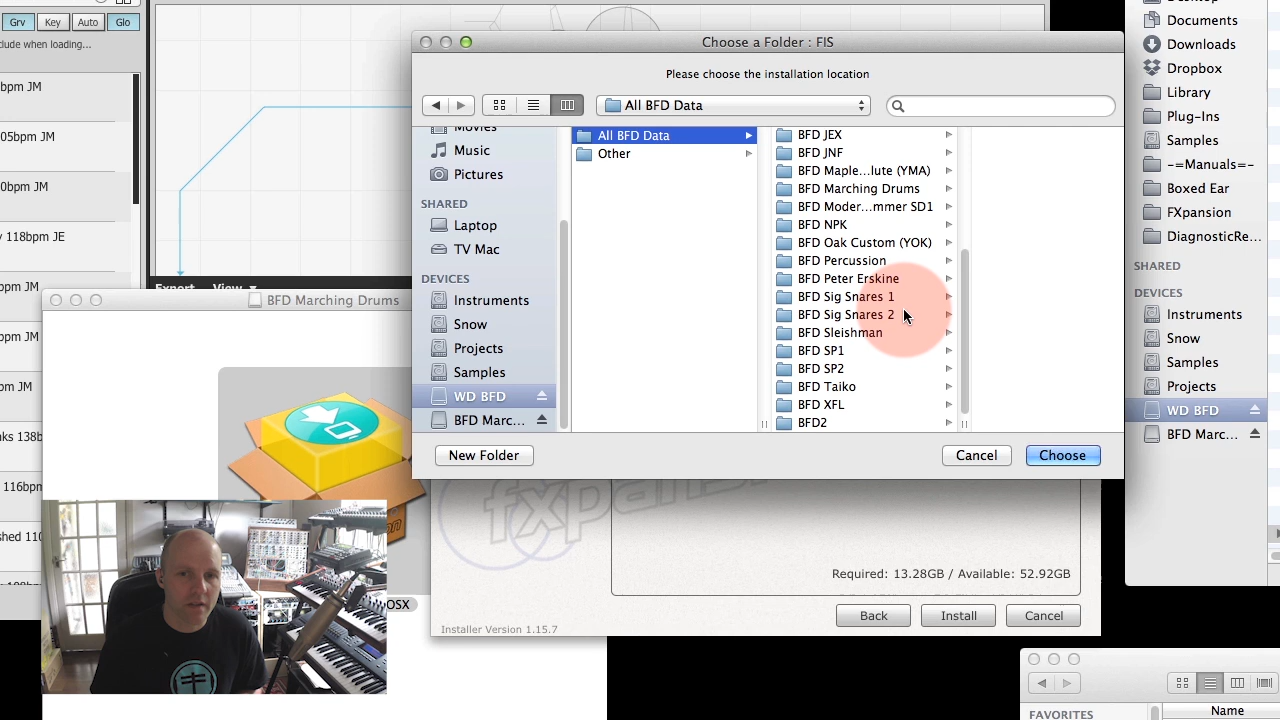 Grv Key Auto Glo
clude when loading...
bpm JM
05bpm JM
0bpm JM
y 118bpm JE
pm JM
pm JM
nks 138b
116bpm
shed 110
Export View
BFD Marching Drums
OSX
Choose a Folder : FIS
Please choose the installation location
All BFD Data
Movies
Music
Pictures
SHARED
Laptop
TV Mac
DEVICES
Instruments
Snow
Projects
Samples
WD BFD
BFD Marc...
All BFD Data
Other
BFD JEX
BFD JNF
BFD Maple...lute (YMA)
BFD Marching Drums
BFD Moder...mmer SD1
BFD NPK
BFD Oak Custom (YOK)
BFD Percussion
BFD Peter Erskine
BFD Sig Snares 1
BFD Sig Snares 2
BFD Sleishman
BFD SP1
BFD SP2
BFD Taiko
BFD XFL
BFD2
New Folder
Cancel
Choose
fxpan
Required: 13.28GB / Available: 52.92GB
Back
Install
Cancel
Installer Version 1.15.7
Desktop
Documents
Downloads
Dropbox
Library
Plug-Ins
Samples
-=Manuals=-
Boxed Ear
FXpansion
DiagnosticRe...
SHARED
DEVICES
Instruments
Snow
Samples
Projects
WD BFD
BFD Marc...
FAVORITES
Name